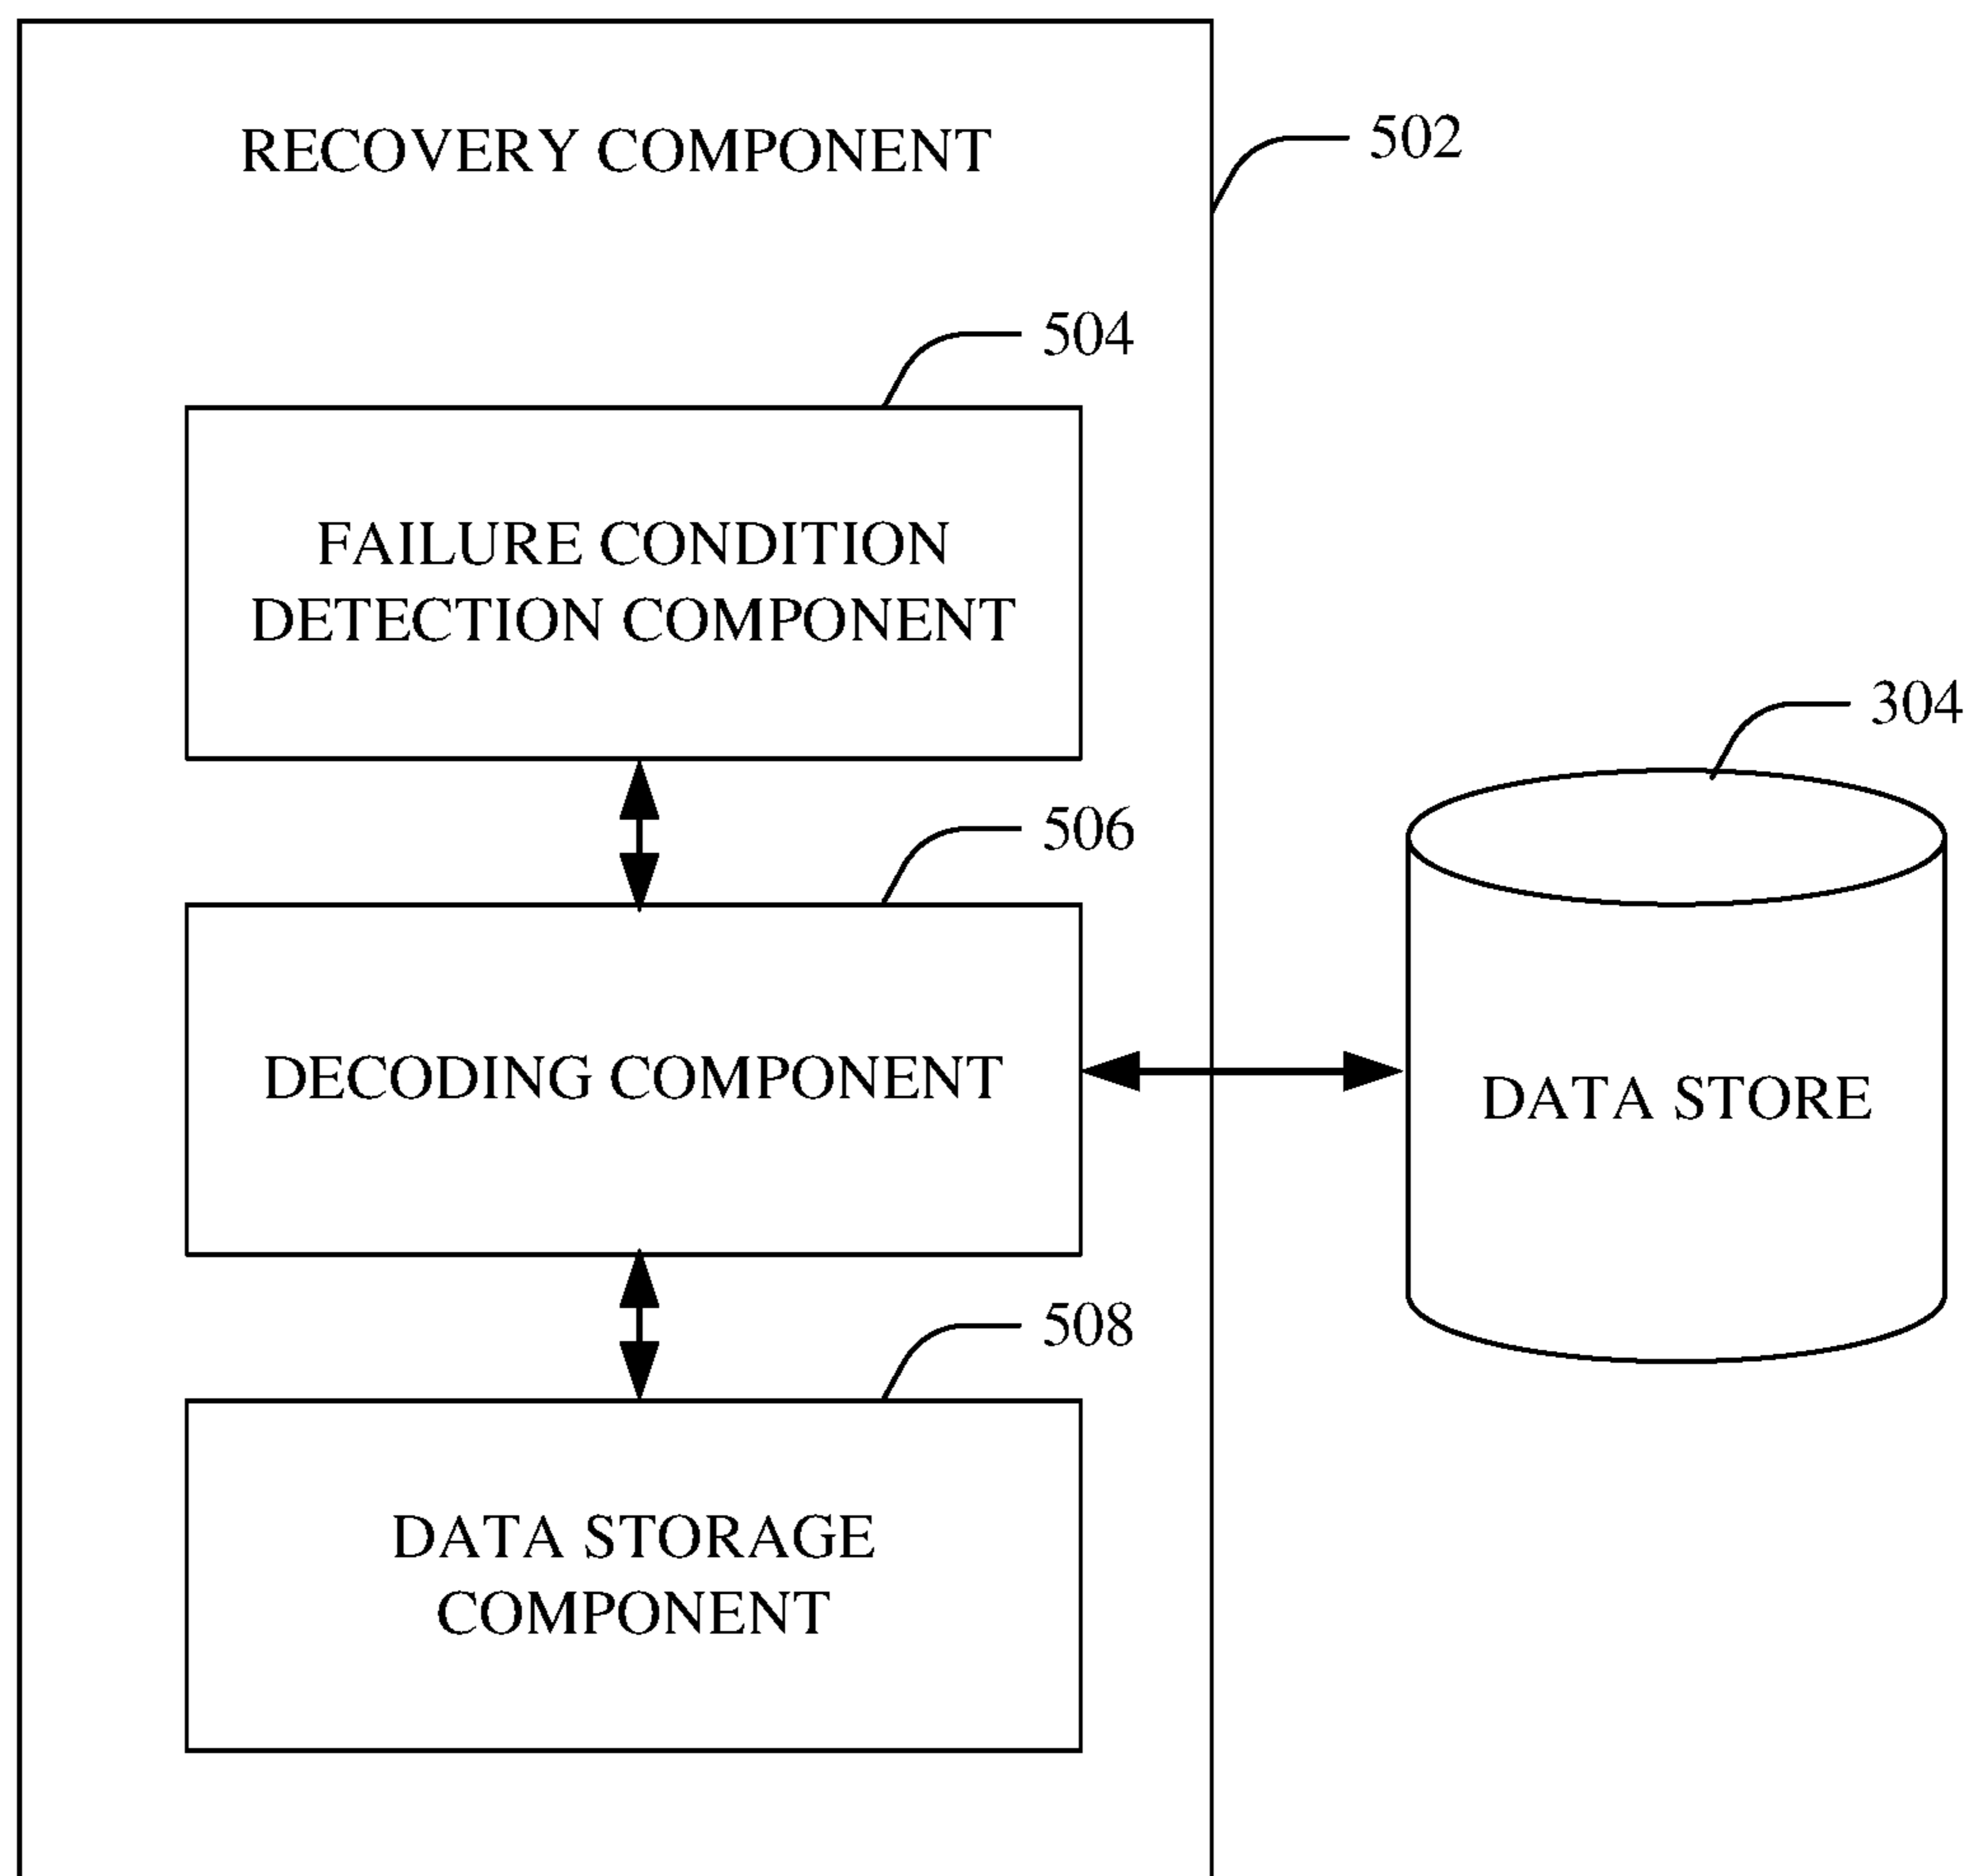 RECOVERY COMPONENT
502
504
FAILURE CONDITION
DETECTION COMPONENT
304
506
DECODING COMPONENT
DATA STORE
508
DATA STORAGE
COMPONENT